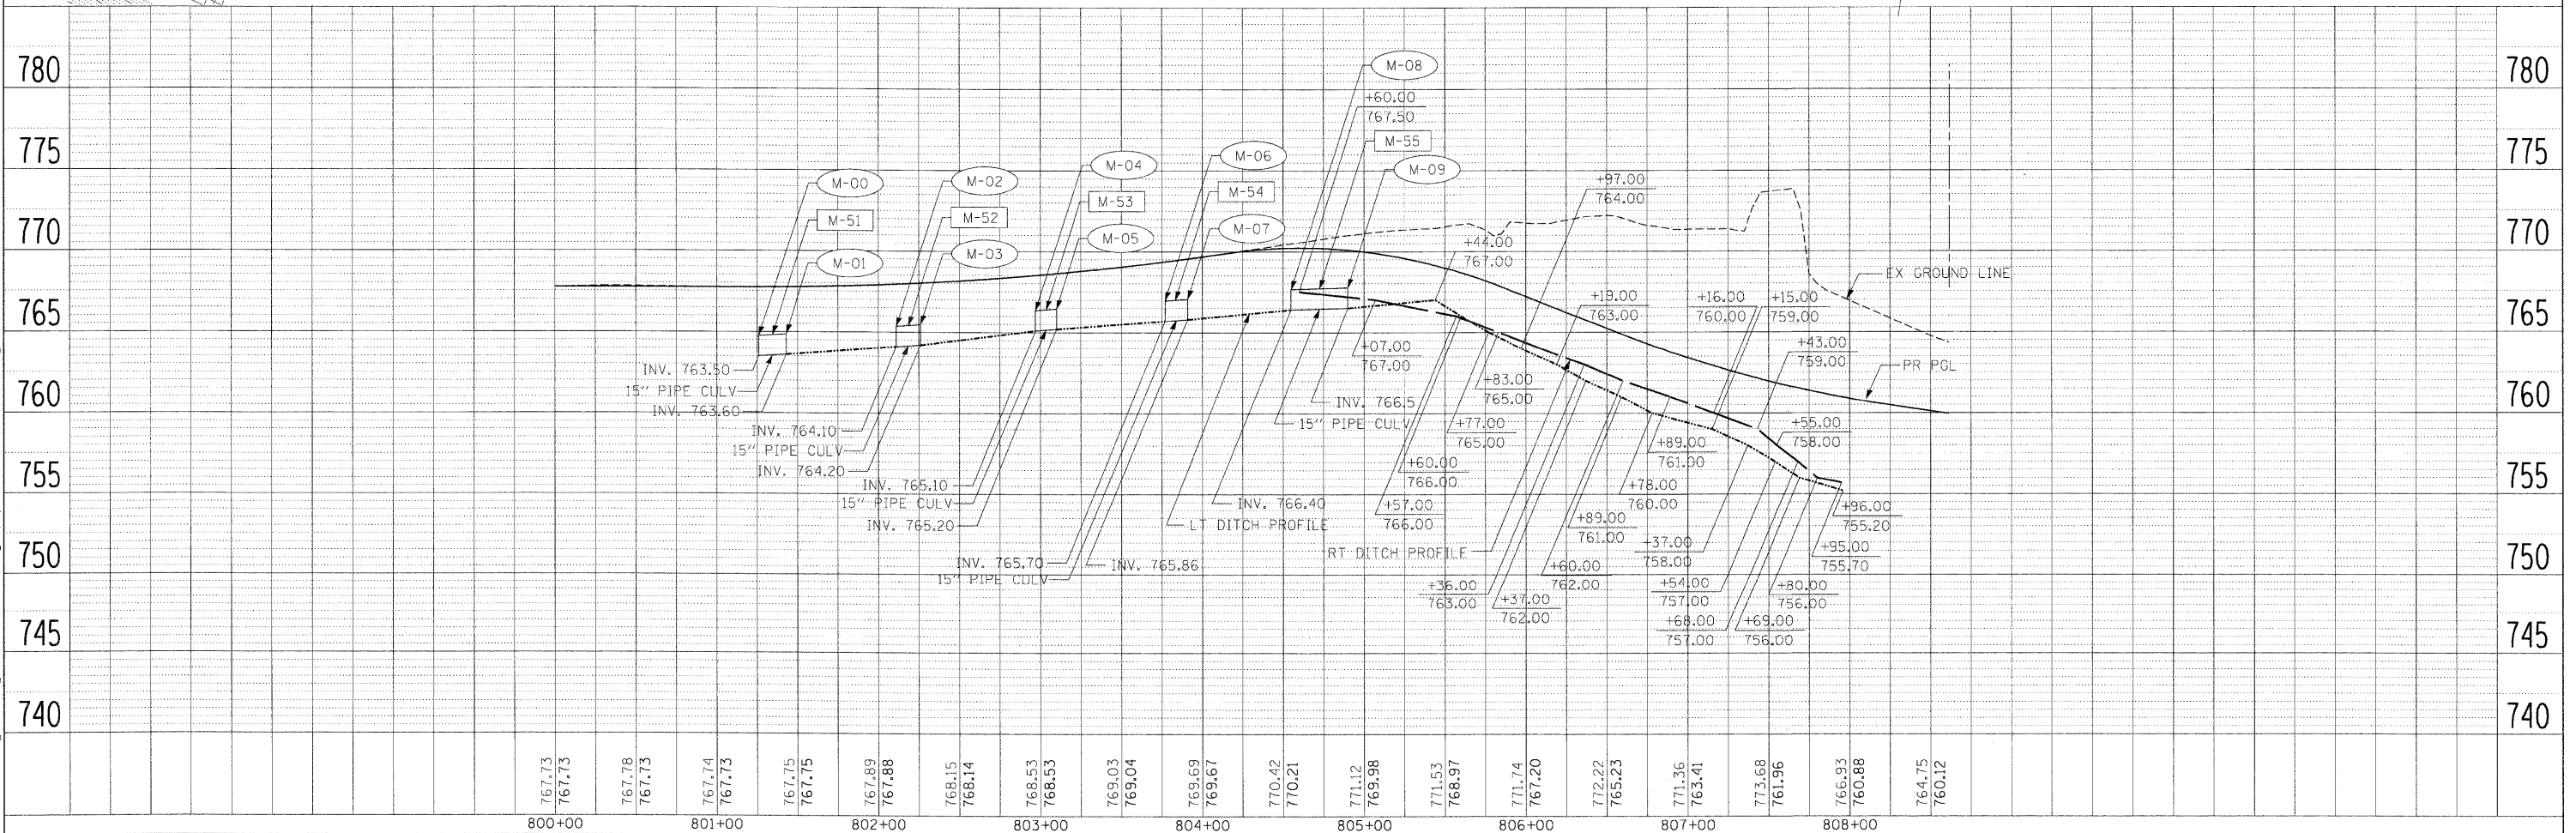 780 780
775 775
770 770
765 765
760 760
755 755
750 750
745 745
740 740
M-00
M-51
M-01
M-02
M-52
M-03
M-04
M-53
M-05
M-06
M-54
M-07
M-08
+60.00
767.50
M-55
M-09
+97.00
764.00
+44.00
767.00
+19.00
763.00
+16.00
760.00
+15.00
759.00
+43.00
759.00
EX GROUND LINE
PR PGL
INV. 763.50
15" PIPE CULV
INV. 763.60
INV. 764.10
15" PIPE CULV
INV. 764.20
INV. 765.10
15" PIPE CULV
INV. 765.20
INV. 765.70
15" PIPE CULV
INV. 765.86
LT DITCH PROFILE
INV. 766.40
15" PIPE CULV
INV. 766.5
+07.00
767.00
+83.00
765.00
+77.00
765.00
+60.00
766.00
+57.00
766.00
RT DITCH PROFILE
+36.00
763.00
+37.00
762.00
+60.00
762.00
+89.00
761.00
+78.00
760.00
+89.00
761.00
+37.00
758.00
+54.00
757.00
+68.00
757.00
+69.00
756.00
+80.00
756.00
+95.00
755.70
+96.00
755.20
+55.00
758.00
767.73
767.73
767.78
767.73
767.74
767.73
767.75
767.75
767.89
767.88
768.15
768.14
768.53
768.53
769.03
769.04
769.69
769.67
770.42
770.21
771.12
769.98
771.53
768.97
771.74
767.20
772.22
765.23
771.36
763.41
773.68
761.96
766.93
760.88
764.75
760.12
800+00 801+00 802+00 803+00 804+00 805+00 806+00 807+00 808+00